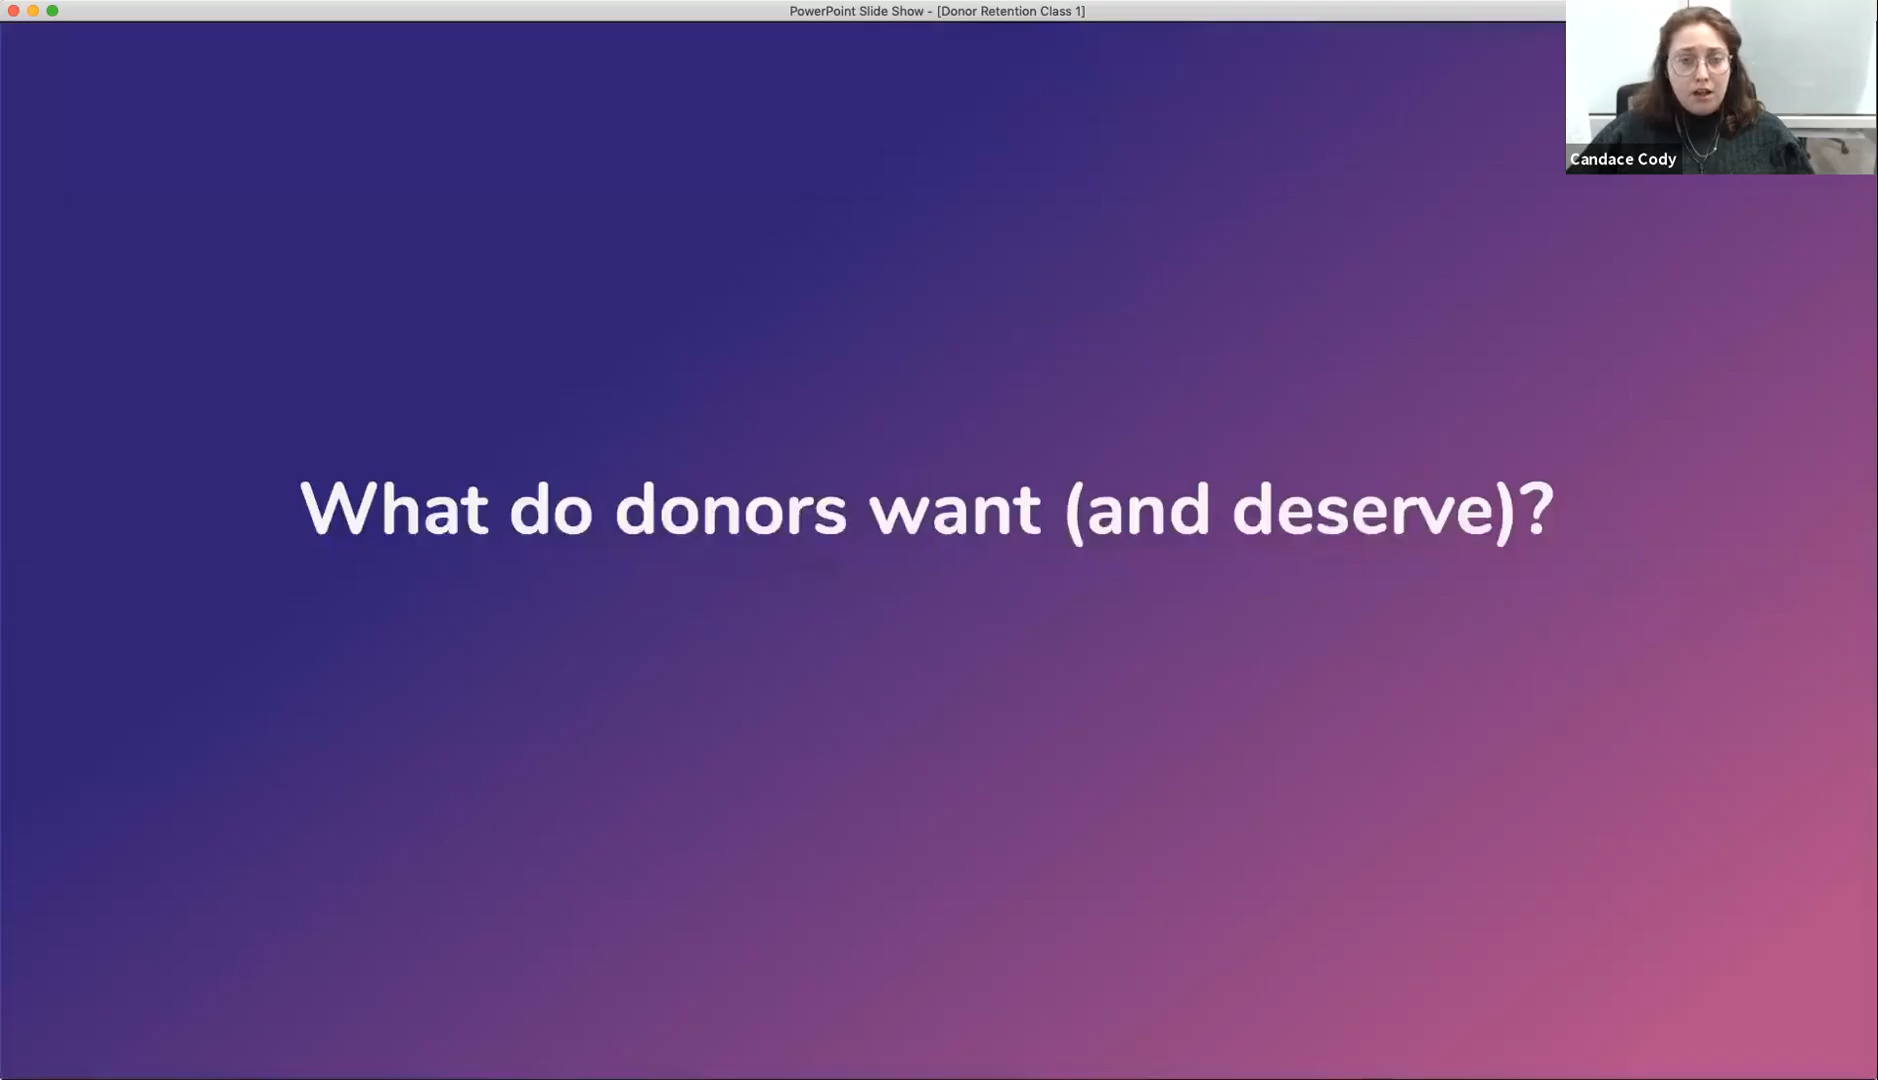 PowerPoint Slide Show - [Donor Retention Class 1]
Candace Cody
What do donors want (and deserve)?